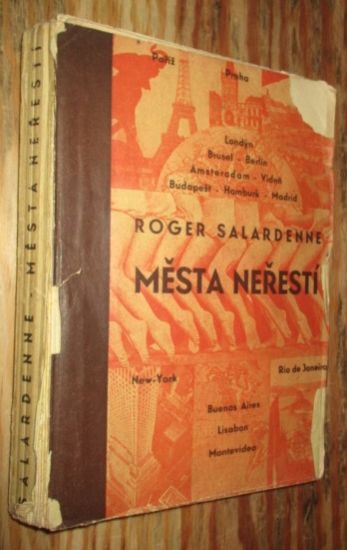 Paříž
Praha
Londýn
Brusel - Berlín
Amsteradam - Vídeň
Budapešť - Hamburk - Madrid
ROGER SALARDENNE
MĚSTA NEŘESTÍ
New-York
Rio de Janeiro
Buenos Aires
Lisabon
Montevideo
SALARDENNE - MĚSTA NEŘESTÍ